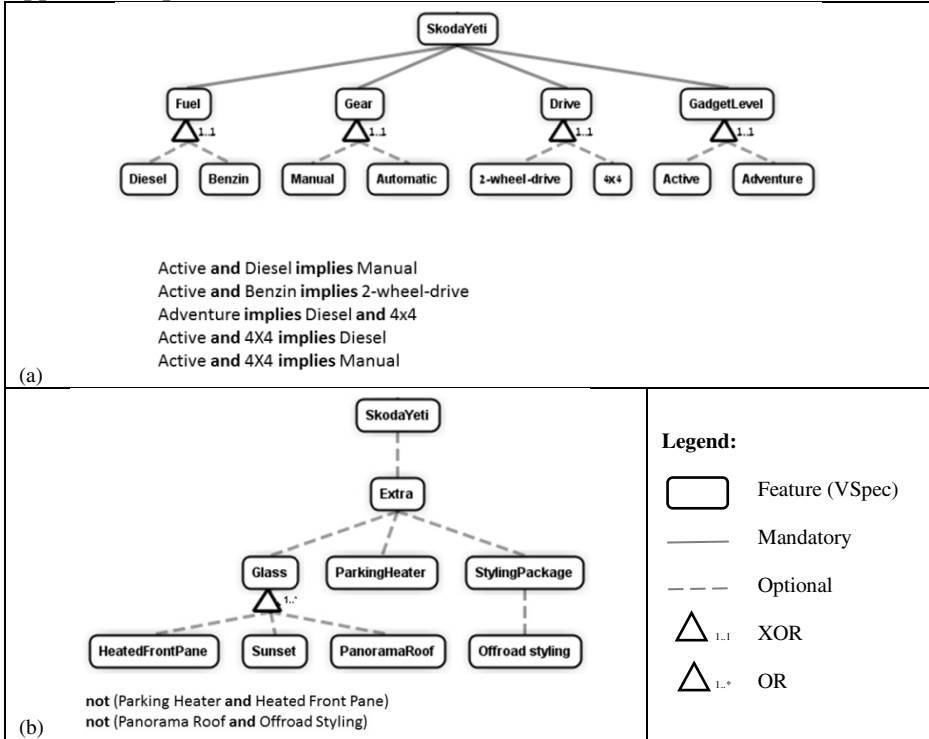 SkodaYeti
Fuel
Gear
Drive
GadgetLevel
1..1
1..1
1..1
1..1
Diesel
Benzin
Manual
Automatic
2-wheel-drive
4x4
Active
Adventure
Active and Diesel implies Manual
Active and Benzin implies 2-wheel-drive
Adventure implies Diesel and 4x4
Active and 4X4 implies Diesel
Active and 4X4 implies Manual
(a)
SkodaYeti
Extra
Glass
ParkingHeater
StylingPackage
1..*
HeatedFrontPane
Sunset
PanoramaRoof
Offroad styling
not (Parking Heater and Heated Front Pane)
not (Panorama Roof and Offroad Styling)
(b)
Legend:
Feature (VSpec)
Mandatory
Optional
1..1 XOR
1..* OR